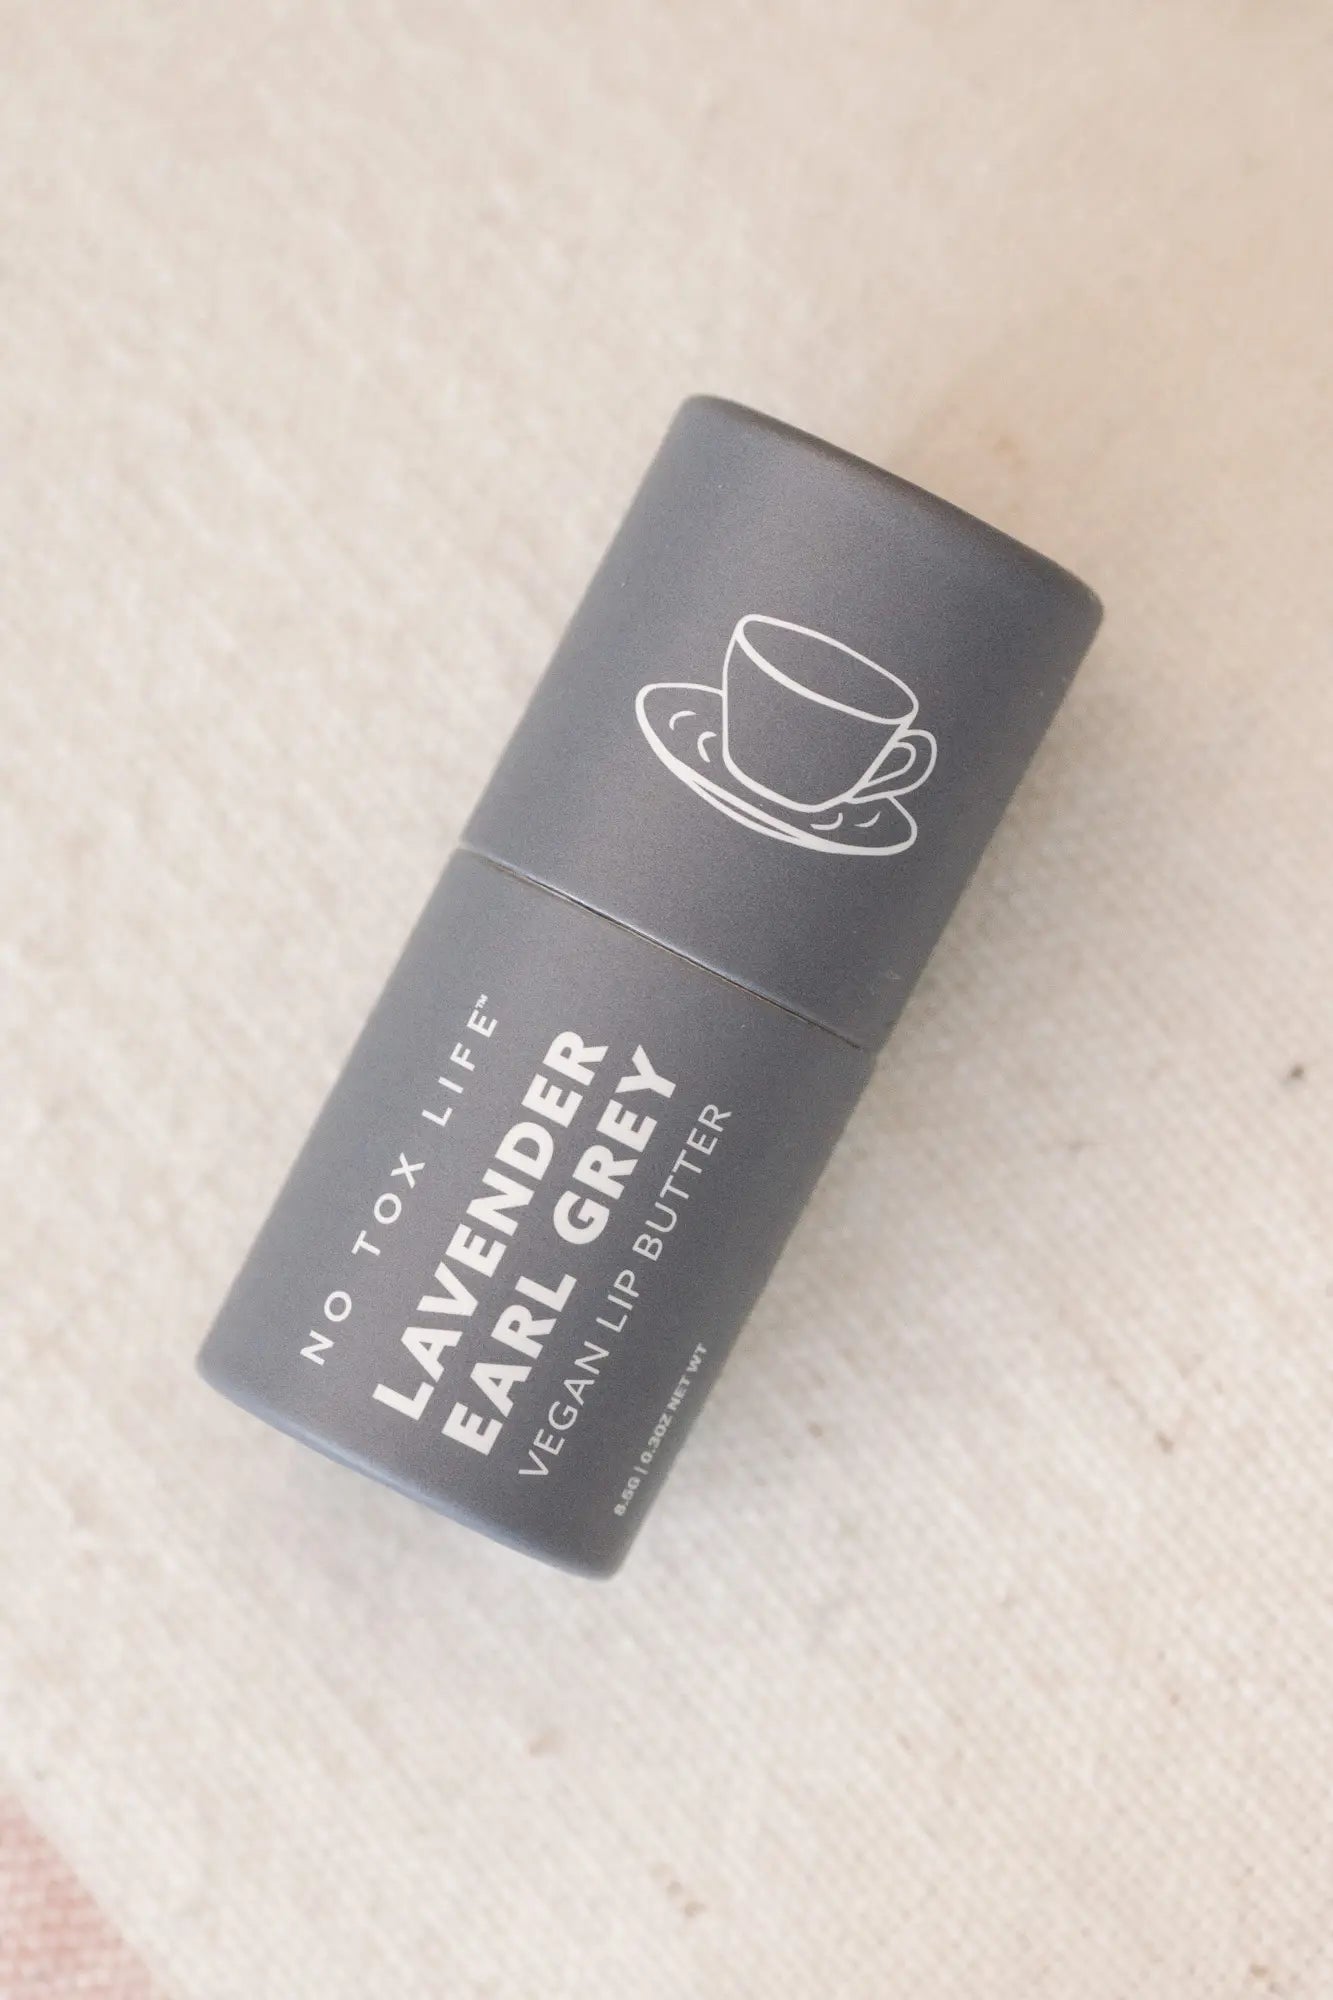 NO TOX LIFE™
LAVENDER
EARL GREY
VEGAN LIP BUTTER
8.5G | 0.3OZ NET WT